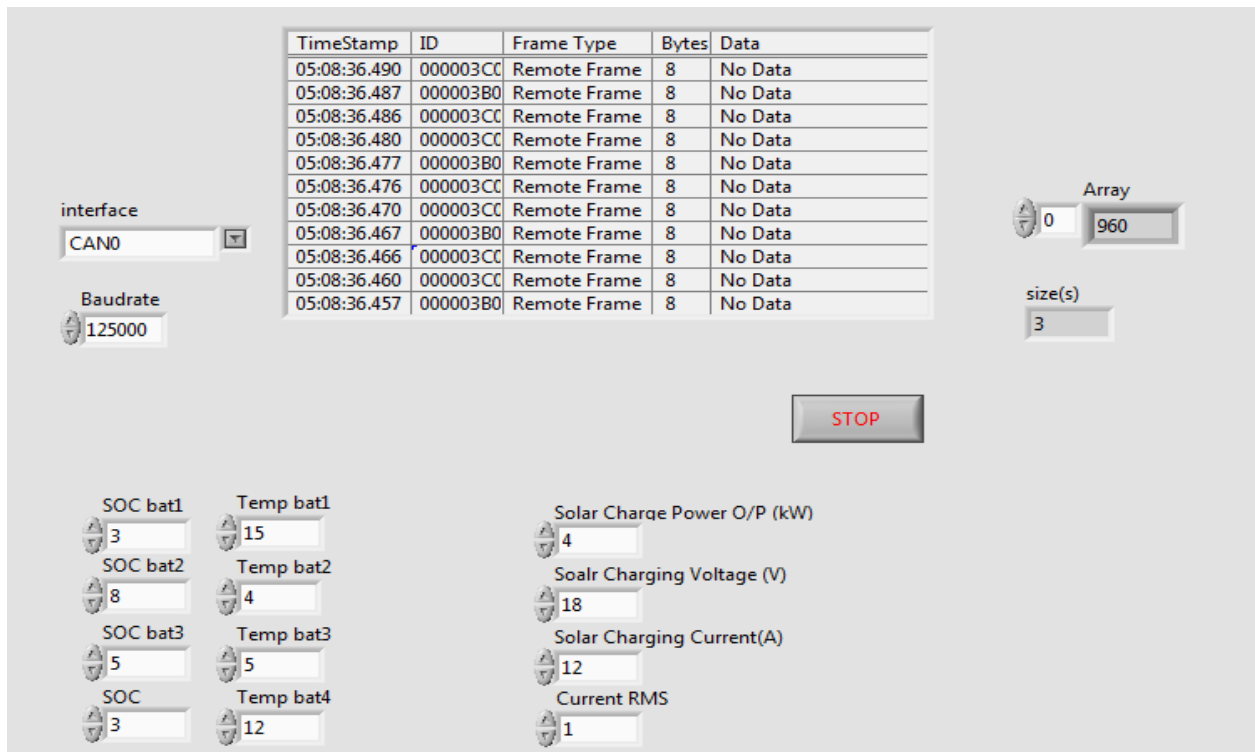 TimeStamp ID Frame Type Bytes Data
05:08:36.490 000003C0 Remote Frame 8 No Data
05:08:36.487 000003B0 Remote Frame 8 No Data
05:08:36.486 000003C0 Remote Frame 8 No Data
05:08:36.480 000003C0 Remote Frame 8 No Data
05:08:36.477 000003B0 Remote Frame 8 No Data
05:08:36.476 000003C0 Remote Frame 8 No Data
05:08:36.470 000003C0 Remote Frame 8 No Data
05:08:36.467 000003B0 Remote Frame 8 No Data
05:08:36.466 000003C0 Remote Frame 8 No Data
05:08:36.460 000003C0 Remote Frame 8 No Data
05:08:36.457 000003B0 Remote Frame 8 No Data
interface
CAN0
Baudrate
125000
Array
0 960
size(s)
3
STOP
SOC bat1 Temp bat1
3 15
SOC bat2 Temp bat2
8 4
SOC bat3 Temp bat3
5 5
SOC Temp bat4
3 12
Solar Charge Power O/P (kW)
4
Soalr Charging Voltage (V)
18
Solar Charging Current(A)
12
Current RMS
1